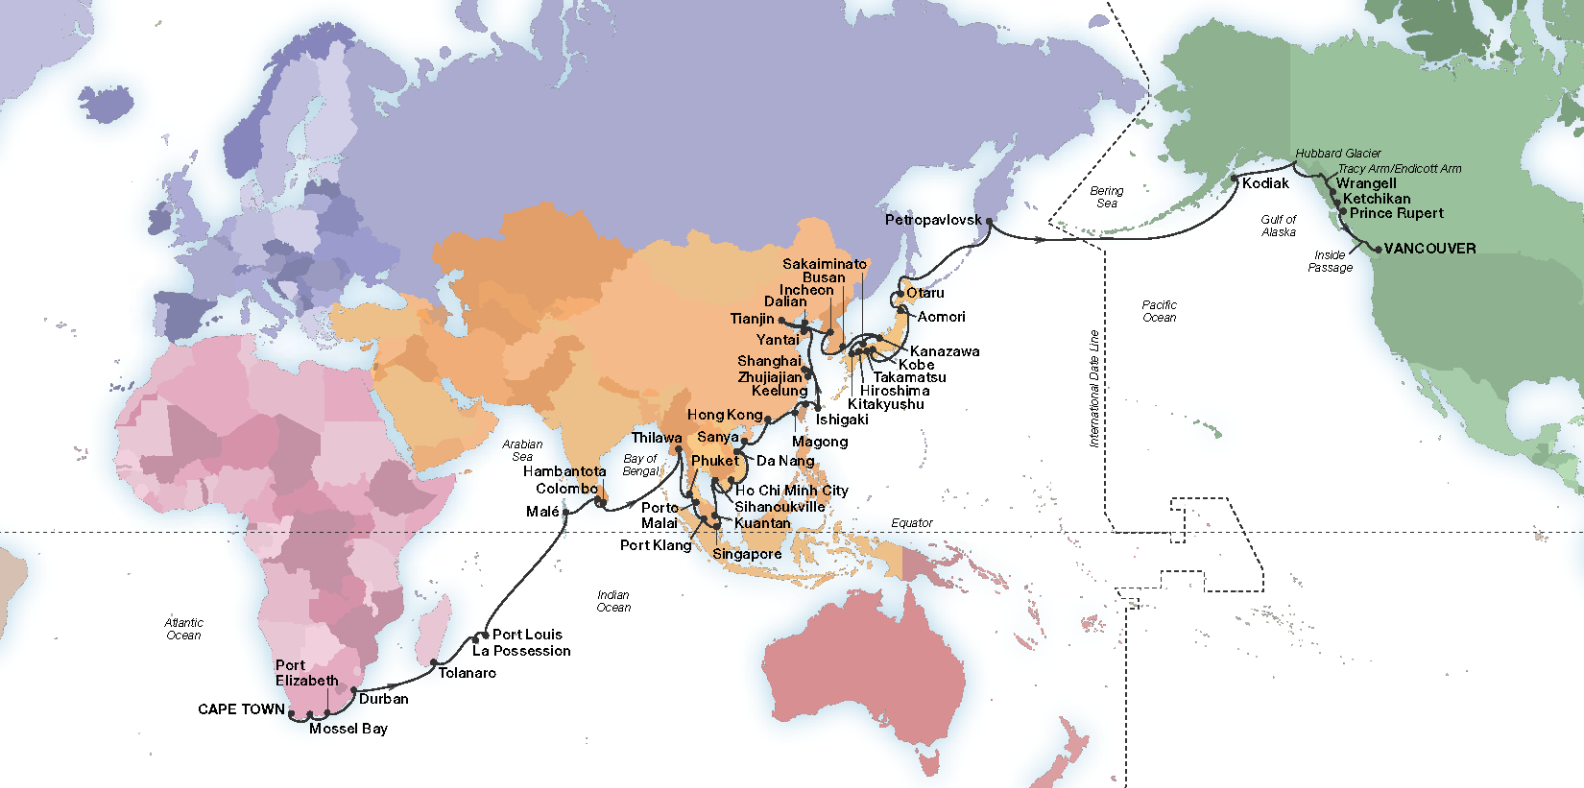 Hubbard Glacier
Tracy Arm/Endicott Arm
Wrangell
Ketchikan
Prince Rupert
Kodiak
Bering
Sea
Gulf of
Alaska
Inside
Passage
VANCOUVER
Petropavlovsk
Sakaiminato
Busan
Incheon
Dalian
Tianjin
Yantai
Otaru
Aomori
Pacific
Ocean
International Date Line
Kanazawa
Kobe
Takamatsu
Hiroshima
Kitakyushu
Shanghai
Zhujiajian
Keelung
Ishigaki
Hong Kong
Magong
Sanya
Thilawa
Da Nang
Phuket
Arabian
Sea
Bay of
Bengal
Hambantota
Colombo
Malé
Ho Chi Minh City
Sihanoukville
Kuantan
Porto
Malai
Port Klang
Singapore
Equator
Indian
Ocean
Atlantic
Ocean
Port Louis
La Possession
Tolanaro
Port
Elizabeth
Durban
CAPE TOWN
Mossel Bay